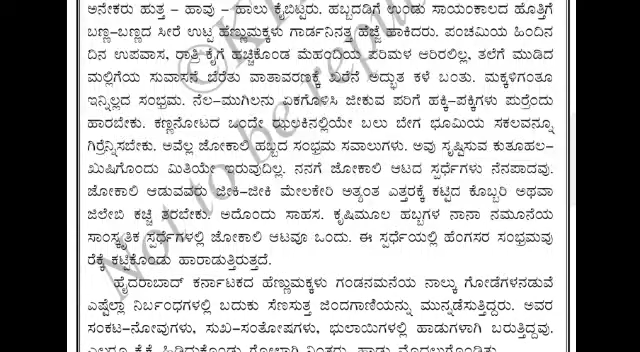 ಅನೇಕರು ಹುತ್ತ – ಹಾವು – ಹಾಲು ಕೈಬಿಟ್ಟರು. ಹಬ್ಬದಡಿಗೆ ಉಂಡು ಸಾಯಂಕಾಲದ ಹೊತ್ತಿಗೆ
ಬಣ್ಣ–ಬಣ್ಣದ ಸೀರೆ ಉಟ್ಟ ಹೆಣ್ಣುಮಕ್ಕಳು ಗಾರ್ಡನಿನತ್ತ ಹೆಜ್ಜೆ ಹಾಕಿದರು. ಪಂಚಮಿಯ ಹಿಂದಿನ
ದಿನ ಉಪವಾಸ, ರಾತ್ರಿ ಕೈಗೆ ಹಚ್ಚಿಕೊಂಡ ಮೆಹಂದಿಯ ಪರಿಮಳ ಆರಿರಲಿಲ್ಲ, ತಲೆಗೆ ಮುಡಿದ
ಮಲ್ಲಿಗೆಯ ಸುವಾಸನೆ ಬೆರೆತು ವಾತಾವರಣಕ್ಕೆ ಖರೆನೆ ಅದ್ಭುತ ಕಳೆ ಬಂತು. ಮಕ್ಕಳಿಗಂತೂ
ಇನ್ನಿಲ್ಲದ ಸಂಭ್ರಮ. ನೆಲ–ಮುಗಿಲನು ಏಕಗೊಳಿಸಿ ಜೀಕುವ ಪರಿಗೆ ಹಕ್ಕಿ–ಪಕ್ಕಿಗಳು ಪುರ‍್ರೆಂದು
ಹಾರಬೇಕು. ಕಣ್ಣನೋಟದ ಒಂದೇ ಝಲಕಿನಲ್ಲಿಯೇ ಬಲು ಬೇಗ ಭೂಮಿಯ ಸಕಲವನ್ನೂ
ಗಿರ‍್ರೆನ್ನಿಸಬೇಕು. ಅವೆಲ್ಲ ಜೋಕಾಲಿ ಹಬ್ಬದ ಸಂಭ್ರಮ ಸವಾಲುಗಳು. ಅವು ಸೃಷ್ಟಿಸುವ ಕುತೂಹಲ–
ಖುಷಿಗೊಂದು ಮಿತಿಯೇ ಇರುವುದಿಲ್ಲ. ನನಗೆ ಜೋಕಾಲಿ ಆಟದ ಸ್ಪರ್ಧೆಗಳು ನೆನಪಾದವು.
ಜೋಕಾಲಿ ಆಡುವವರು ಜೀಕಿ–ಜೀಕಿ ಮೇಲಕೇರಿ ಅತ್ಯಂತ ಎತ್ತರಕ್ಕೆ ಕಟ್ಟಿದ ಕೊಬ್ಬರಿ ಅಥವಾ
ಜಿಲೇಬಿ ಕಚ್ಚಿ ತರಬೇಕು. ಅದೊಂದು ಸಾಹಸ. ಕೃಷಿಮೂಲ ಹಬ್ಬಗಳ ನಾನಾ ನಮೂನೆಯ
ಸಾಂಸ್ಕೃತಿಕ ಸ್ಪರ್ಧೆಗಳಲ್ಲಿ ಜೋಕಾಲಿ ಆಟವೂ ಒಂದು. ಈ ಸ್ಪರ್ಧೆಯಲ್ಲಿ ಹೆಂಗಸರ ಸಂಭ್ರಮವು
ರೆಕ್ಕೆ ಕಟ್ಟಿಕೊಂಡು ಹಾರಾಡುತ್ತಿರುತ್ತದೆ.
ಹೈದರಾಬಾದ್ ಕರ್ನಾಟಕದ ಹೆಣ್ಣುಮಕ್ಕಳು ಗಂಡನಮನೆಯ ನಾಲ್ಕು ಗೋಡೆಗಳನಡುವೆ
ಎಷ್ಟೆಲ್ಲಾ ನಿರ್ಬಂಧಗಳಲ್ಲಿ ಬದುಕು ಸೆಣಸುತ್ತ ಜಿಂದಗಾಣಿಯನ್ನು ಮುನ್ನಡೆಸುತ್ತಿದ್ದರು. ಅವರ
ಸಂಕಟ–ನೋವುಗಳು, ಸುಖ–ಸಂತೋಷಗಳು, ಭುಲಾಯಿಗಳಲ್ಲಿ ಹಾಡುಗಳಾಗಿ ಬರುತ್ತಿದ್ದವು.